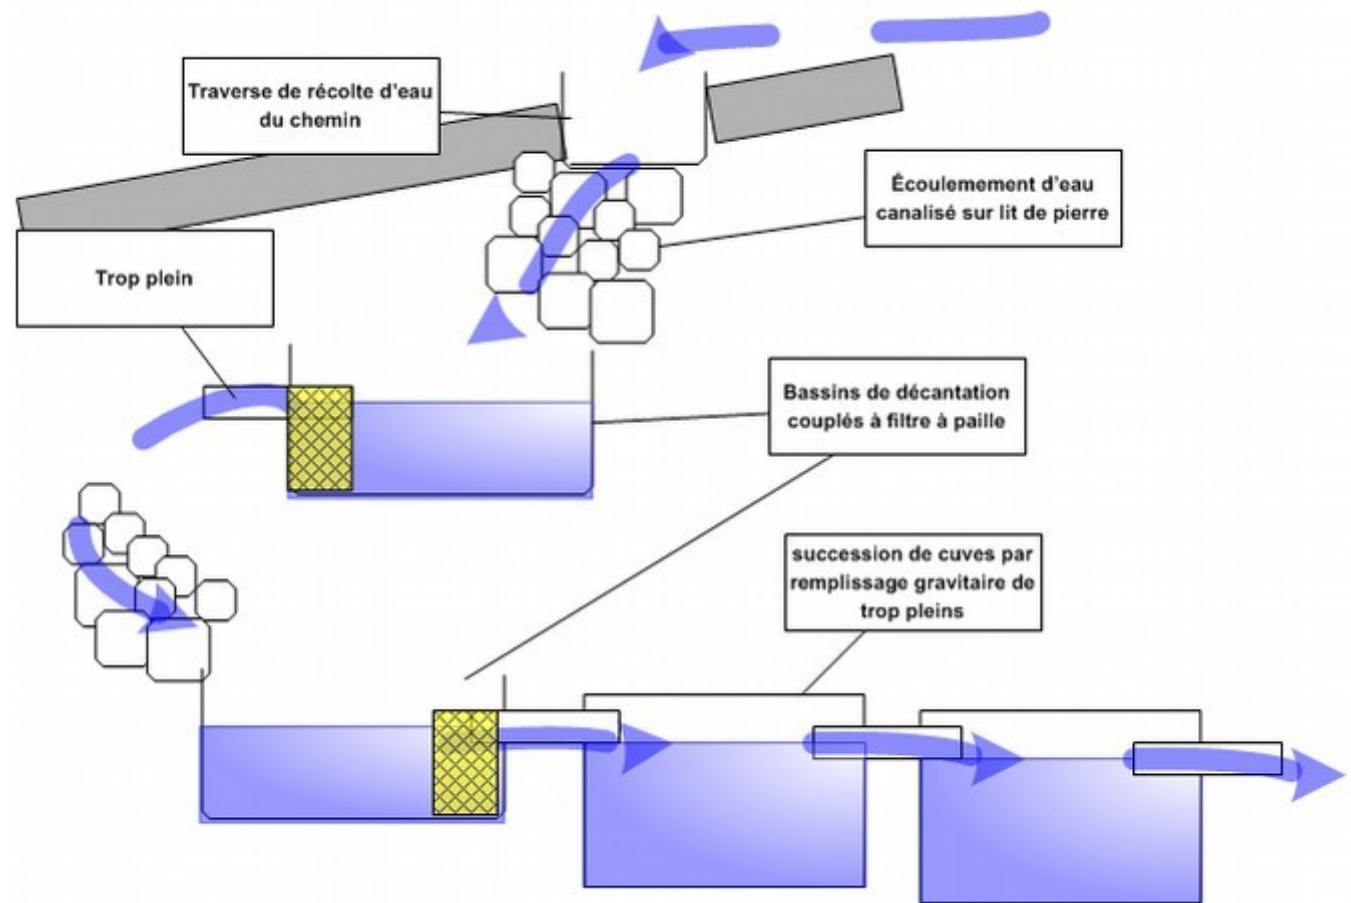 Traverse de récolte d'eau
du chemin
Écoulemement d'eau
canalisé sur lit de pierre
Trop plein
Bassins de décantation
couplés à filtre à paille
succession de cuves par
remplissage gravitaire de
trop pleins